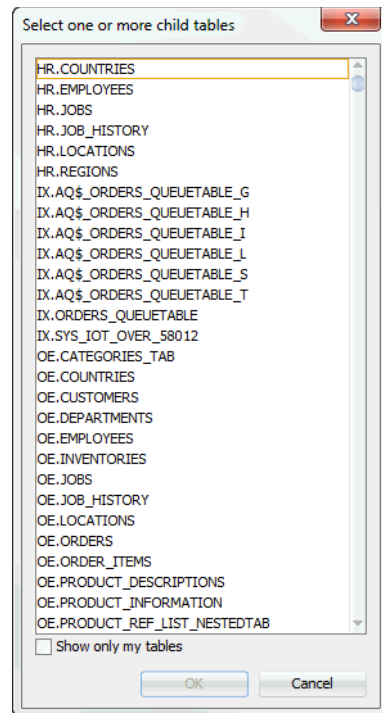 Select one or more child tables
HR.COUNTRIES
HR.EMPLOYEES
HR.JOBS
HR.JOB_HISTORY
HR.LOCATIONS
HR.REGIONS
IX.AQ$_ORDERS_QUEUETABLE_G
IX.AQ$_ORDERS_QUEUETABLE_H
IX.AQ$_ORDERS_QUEUETABLE_I
IX.AQ$_ORDERS_QUEUETABLE_L
IX.AQ$_ORDERS_QUEUETABLE_S
IX.AQ$_ORDERS_QUEUETABLE_T
IX.ORDERS_QUEUETABLE
IX.SYS_IOT_OVER_58012
OE.CATEGORIES_TAB
OE.COUNTRIES
OE.CUSTOMERS
OE.DEPARTMENTS
OE.EMPLOYEES
OE.INVENTORIES
OE.JOBS
OE.JOB_HISTORY
OE.LOCATIONS
OE.ORDERS
OE.ORDER_ITEMS
OE.PRODUCT_DESCRIPTIONS
OE.PRODUCT_INFORMATION
OE.PRODUCT_REF_LIST_NESTEDTAB
Show only my tables
OK Cancel